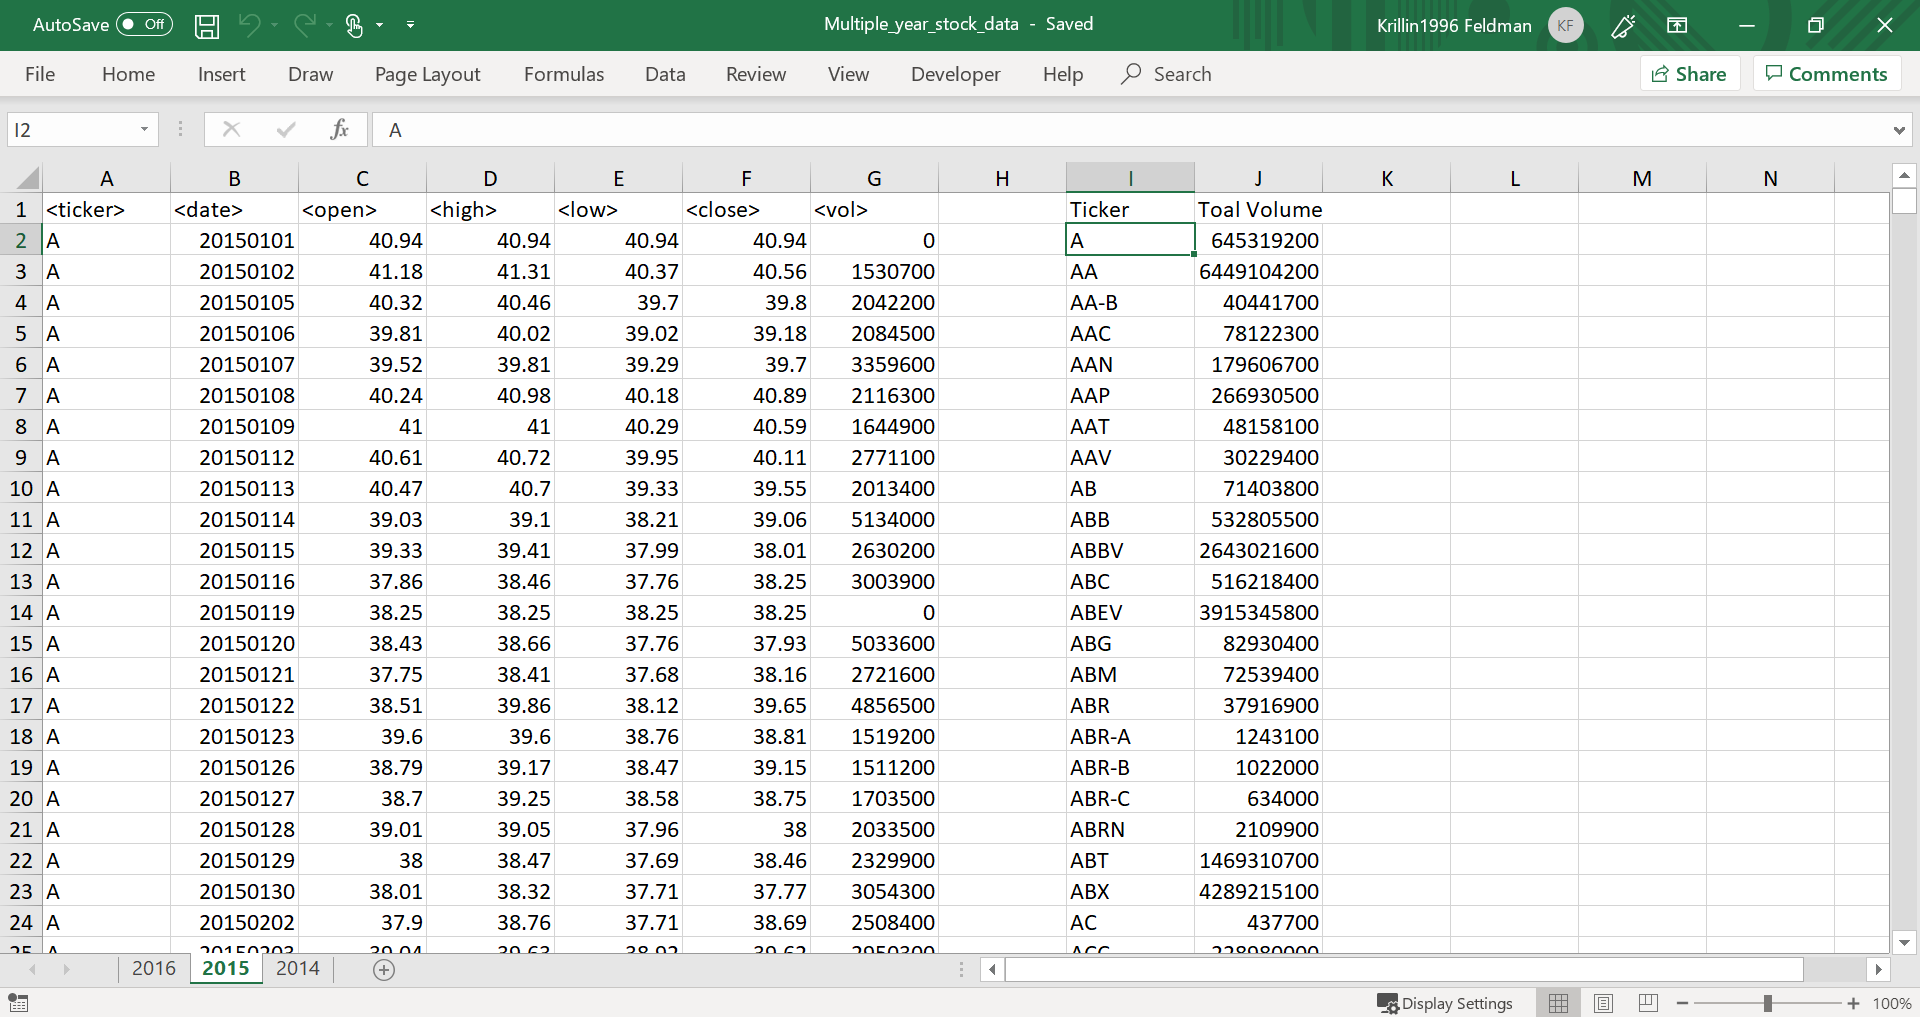 AutoSave Off Multiple_year_stock_data - Saved Krillin1996 Feldman KF
File Home Insert Draw Page Layout Formulas Data Review View Developer Help Search Share Comments
I2 fx A
A B C D E F G H I J K L M N
1 <ticker> <date> <open> <high> <low> <close> <vol> Ticker Toal Volume
2 A 20150101 40.94 40.94 40.94 40.94 0 A 645319200
3 A 20150102 41.18 41.31 40.37 40.56 1530700 AA 6449104200
4 A 20150105 40.32 40.46 39.7 39.8 2042200 AA-B 40441700
5 A 20150106 39.81 40.02 39.02 39.18 2084500 AAC 78122300
6 A 20150107 39.52 39.81 39.29 39.7 3359600 AAN 179606700
7 A 20150108 40.24 40.98 40.18 40.89 2116300 AAP 266930500
8 A 20150109 41 41 40.29 40.59 1644900 AAT 48158100
9 A 20150112 40.61 40.72 39.95 40.11 2771100 AAV 30229400
10 A 20150113 40.47 40.7 39.33 39.55 2013400 AB 71403800
11 A 20150114 39.03 39.1 38.21 39.06 5134000 ABB 532805500
12 A 20150115 39.33 39.41 37.99 38.01 2630200 ABBV 2643021600
13 A 20150116 37.86 38.46 37.76 38.25 3003900 ABC 516218400
14 A 20150119 38.25 38.25 38.25 38.25 0 ABEV 3915345800
15 A 20150120 38.43 38.66 37.76 37.93 5033600 ABG 82930400
16 A 20150121 37.75 38.41 37.68 38.16 2721600 ABM 72539400
17 A 20150122 38.51 39.86 38.12 39.65 4856500 ABR 37916900
18 A 20150123 39.6 39.6 38.76 38.81 1519200 ABR-A 1243100
19 A 20150126 38.79 39.17 38.47 39.15 1511200 ABR-B 1022000
20 A 20150127 38.7 39.25 38.58 38.75 1703500 ABR-C 634000
21 A 20150128 39.01 39.05 37.96 38 2033500 ABRN 2109900
22 A 20150129 38 38.47 37.69 38.46 2329900 ABT 1469310700
23 A 20150130 38.01 38.32 37.71 37.77 3054300 ABX 4289215100
24 A 20150202 37.9 38.76 37.71 38.69 2508400 AC 437700
2016 2015 2014
Display Settings 100%